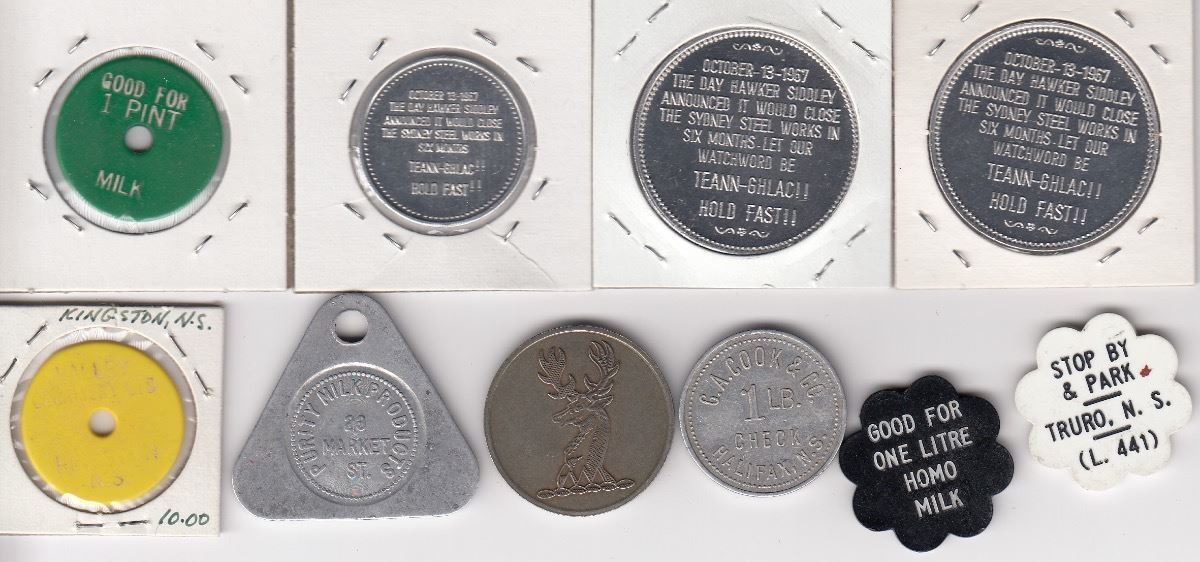 GOOD FOR
1 PINT
MILK
OCTOBER 13-1967
THE DAY HAWKER SIDDLEY
ANNOUNCED IT WOULD CLOSE
THE SYDNEY STEEL WORKS IN
SIX MONTHS
TEANN-GHLAC!!
HOLD FAST!!
OCTOBER-13-1967
THE DAY HAWKER SIDDLEY
ANNOUNCED IT WOULD CLOSE
THE SYDNEY STEEL WORKS IN
SIX MONTHS. LET OUR
WATCHWORD BE
TEANN-GHLAC!!
HOLD FAST!!
OCTOBER-13-1967
THE DAY HAWKER SIDDLEY
ANNOUNCED IT WOULD CLOSE
THE SYDNEY STEEL WORKS IN
SIX MONTHS. LET OUR
WATCHWORD BE
TEANN-GHLAC!!
HOLD FAST!!
KINGSTON, N.S.
VALLEY
N.S.
10.00
PURITY MILK PRODUCTS
23
MARKET
ST.
G.A. COOK & CO.
1 LB.
CHECK
HALIFAX, N.S.
GOOD FOR
ONE LITRE
HOMO
MILK
STOP BY
& PARK
TRURO, N. S.
(L. 441)